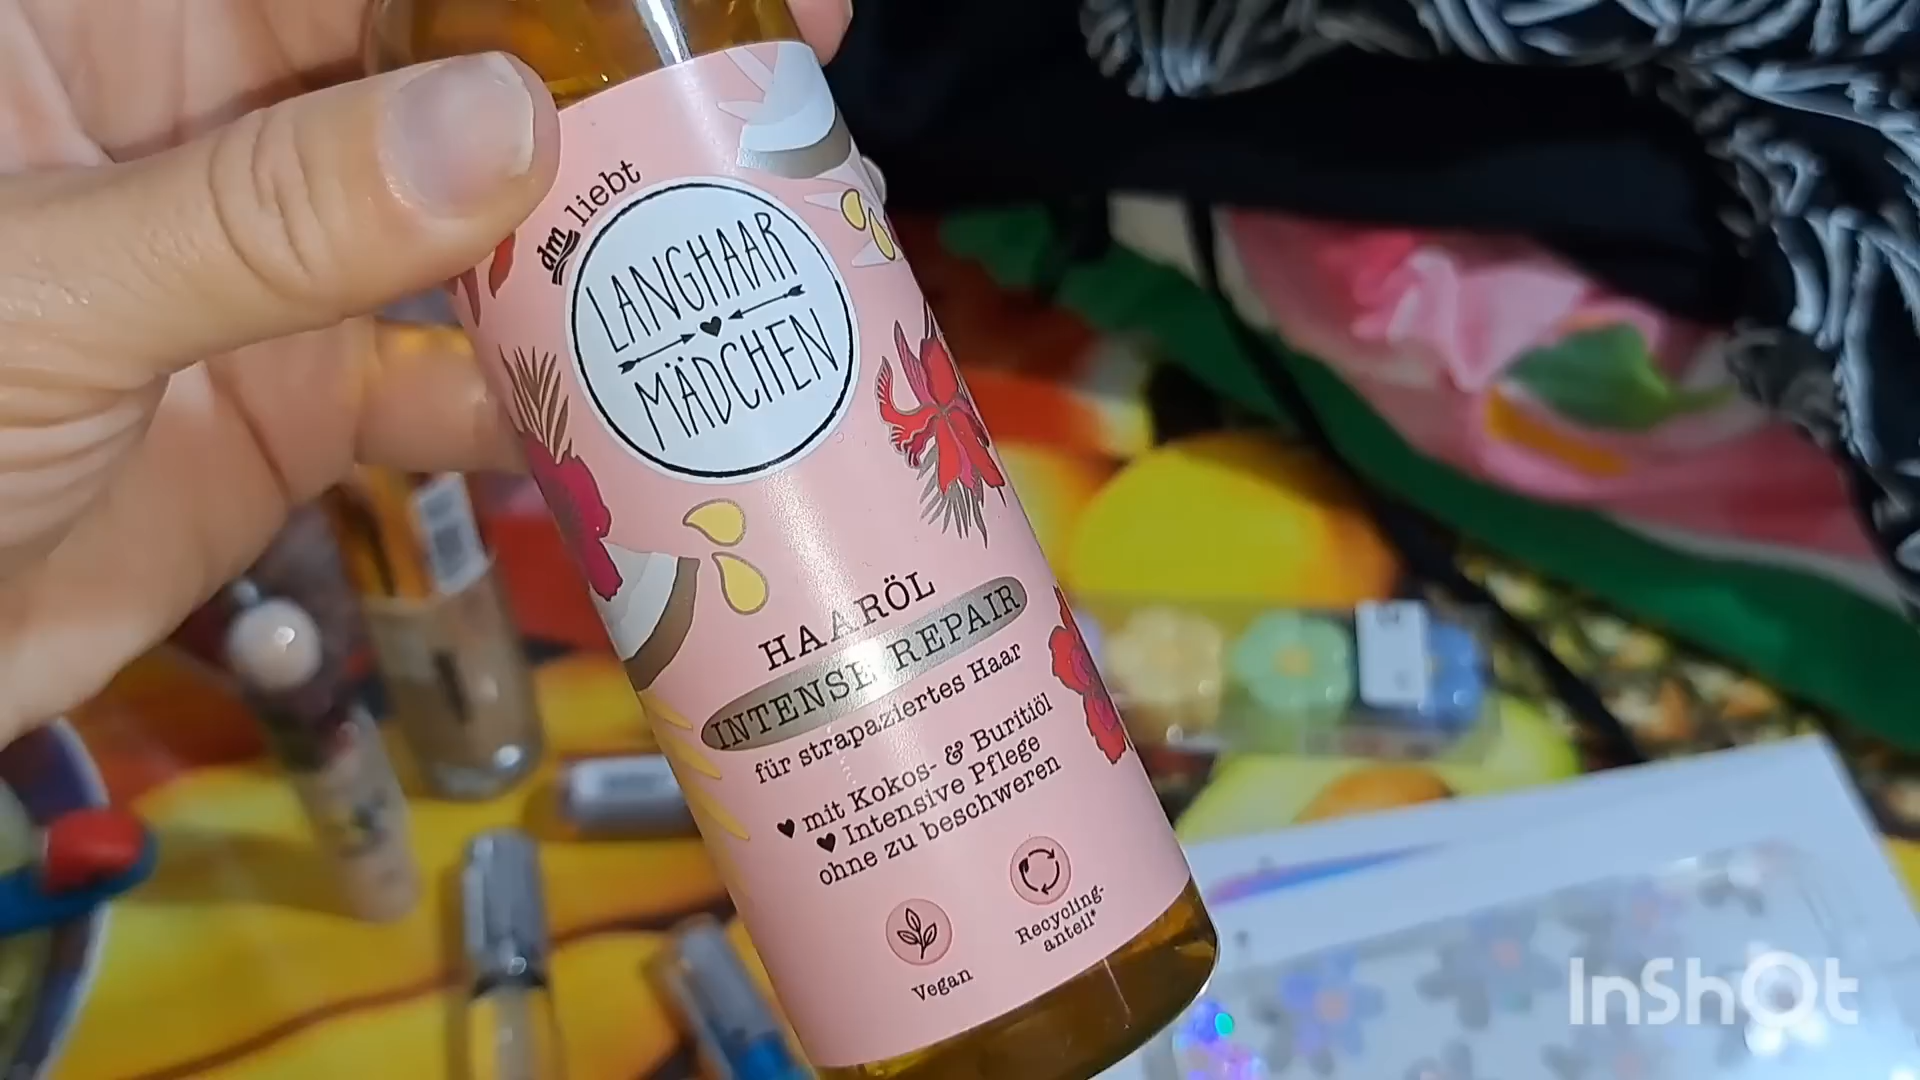 dm liebt
LANGHAAR
MÄDCHEN
HAARÖL
INTENSE REPAIR
für strapaziertes Haar
mit Kokos- & Buritiöl
Intensive Pflege
ohne zu beschweren
Vegan
Recycling-
anteil*
InShOt